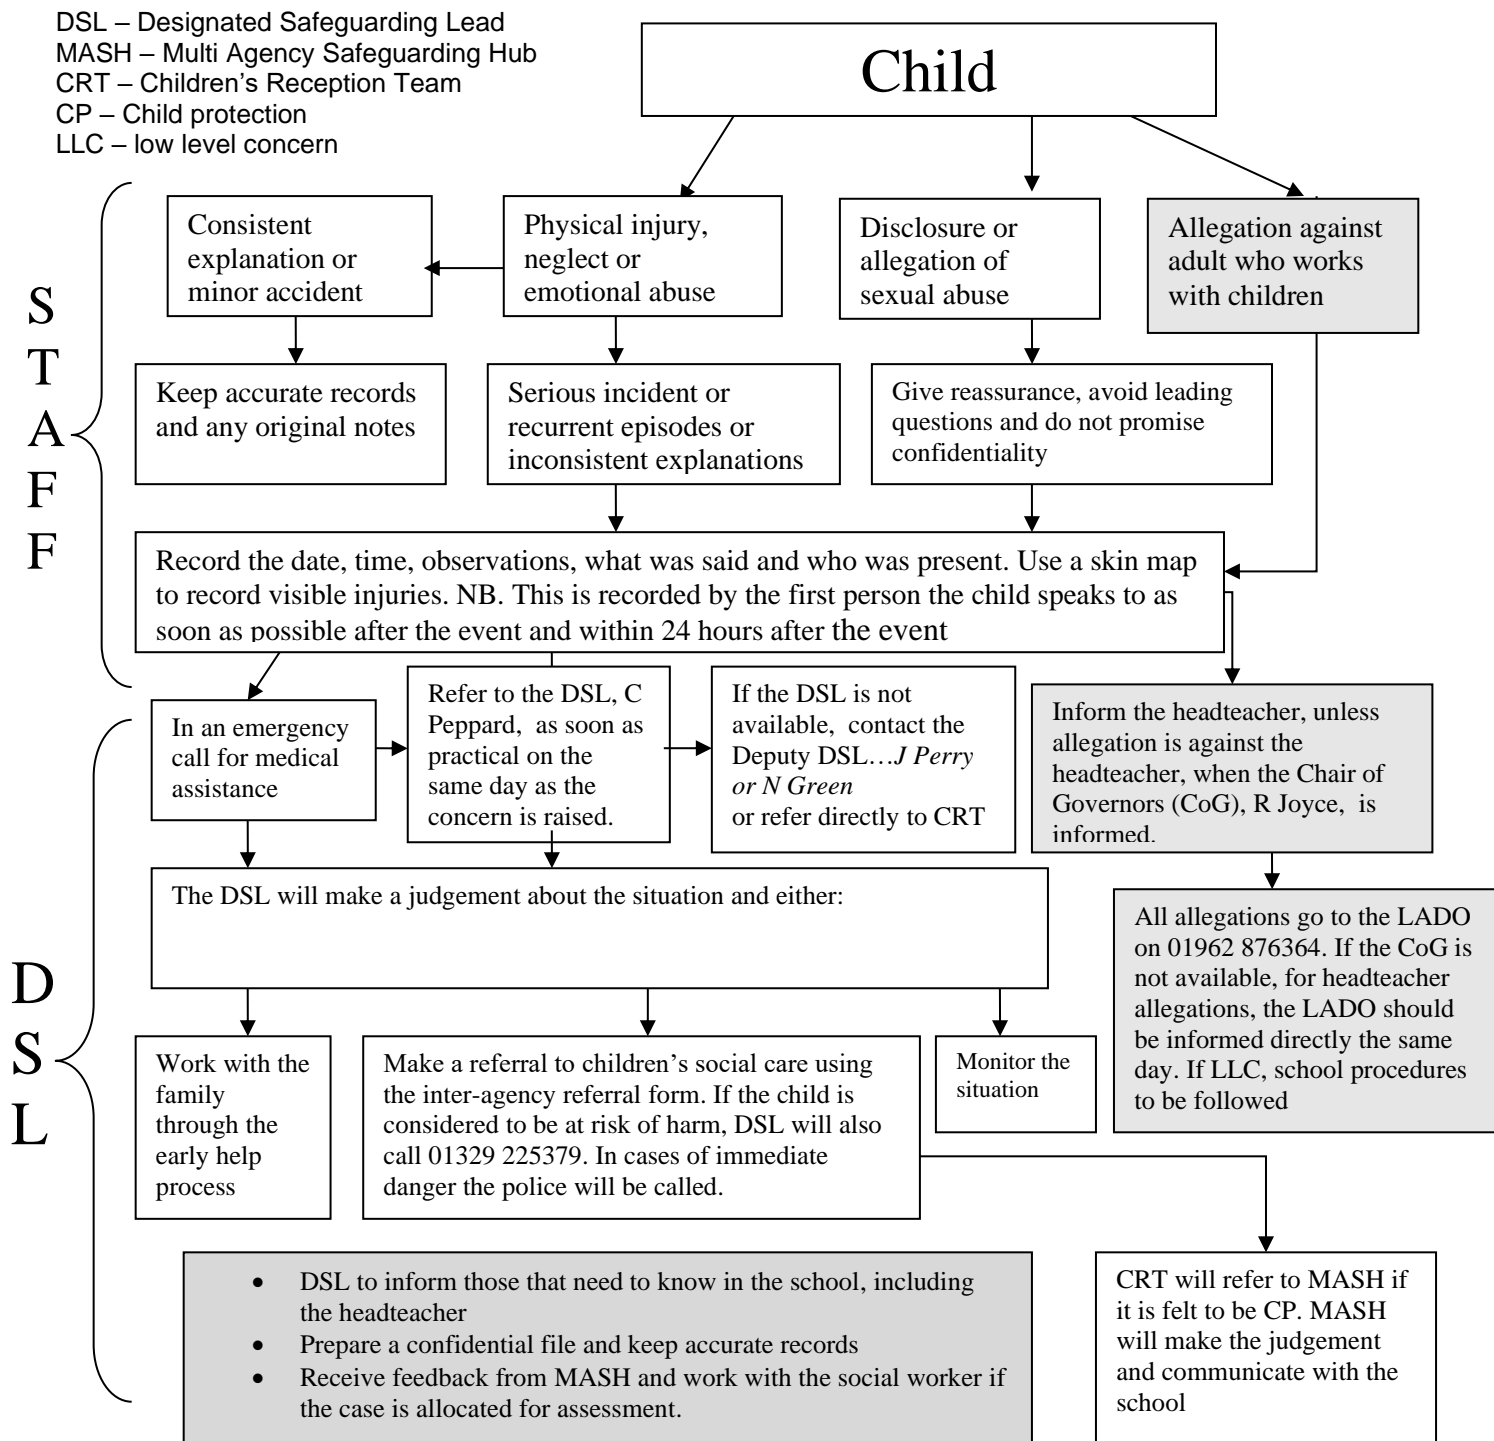 DSL – Designated Safeguarding Lead
MASH – Multi Agency Safeguarding Hub
CRT – Children's Reception Team
CP – Child protection
LLC – low level concern
Child
S
T
A
F
F
Consistent
explanation or
minor accident
Physical injury,
neglect or
emotional abuse
Disclosure or
allegation of
sexual abuse
Allegation against
adult who works
with children
Keep accurate records
and any original notes
Serious incident or
recurrent episodes or
inconsistent explanations
Give reassurance, avoid leading
questions and do not promise
confidentiality
Record the date, time, observations, what was said and who was present. Use a skin map
to record visible injuries. NB. This is recorded by the first person the child speaks to as
soon as possible after the event and within 24 hours after the event
D
S
L
In an emergency
call for medical
assistance
Refer to the DSL, C
Peppard, as soon as
practical on the
same day as the
concern is raised.
If the DSL is not
available, contact the
Deputy DSL…J Perry
or N Green
or refer directly to CRT
Inform the headteacher, unless
allegation is against the
headteacher, when the Chair of
Governors (CoG), R Joyce, is
informed.
The DSL will make a judgement about the situation and either:
All allegations go to the LADO
on 01962 876364. If the CoG is
not available, for headteacher
allegations, the LADO should
be informed directly the same
day. If LLC, school procedures
to be followed
Work with the
family
through the
early help
process
Make a referral to children's social care using
the inter-agency referral form. If the child is
considered to be at risk of harm, DSL will also
call 01329 225379. In cases of immediate
danger the police will be called.
Monitor the
situation
• DSL to inform those that need to know in the school, including
the headteacher
• Prepare a confidential file and keep accurate records
• Receive feedback from MASH and work with the social worker if
the case is allocated for assessment.
CRT will refer to MASH if
it is felt to be CP. MASH
will make the judgement
and communicate with the
school